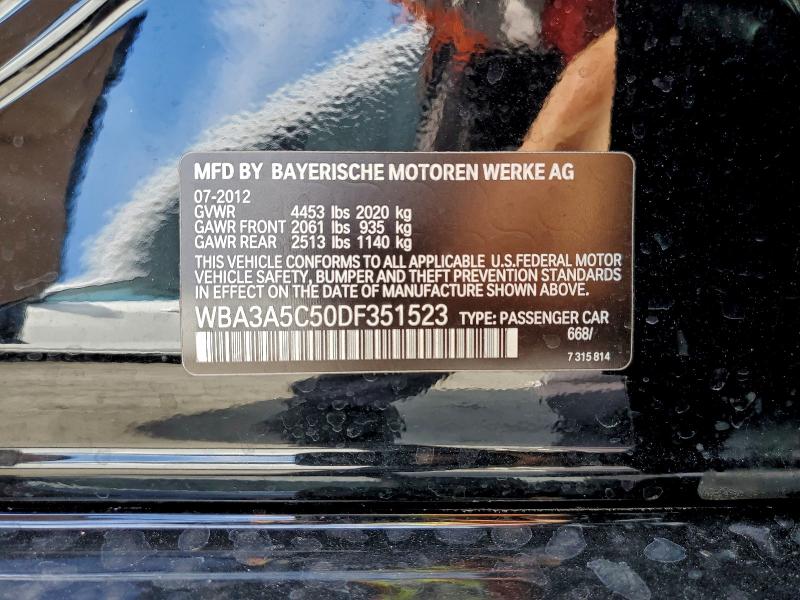 MFD BY BAYERISCHE MOTOREN WERKE AG
07-2012
GVWR 4453 lbs 2020 kg
GAWR FRONT 2061 lbs 935 kg
GAWR REAR 2513 lbs 1140 kg
THIS VEHICLE CONFORMS TO ALL APPLICABLE U.S.FEDERAL MOTOR
VEHICLE SAFETY, BUMPER AND THEFT PREVENTION STANDARDS
IN EFFECT ON THE DATE OF MANUFACTURE SHOWN ABOVE.
WBA3A5C50DF351523 TYPE: PASSENGER CAR
668/
7 315 814